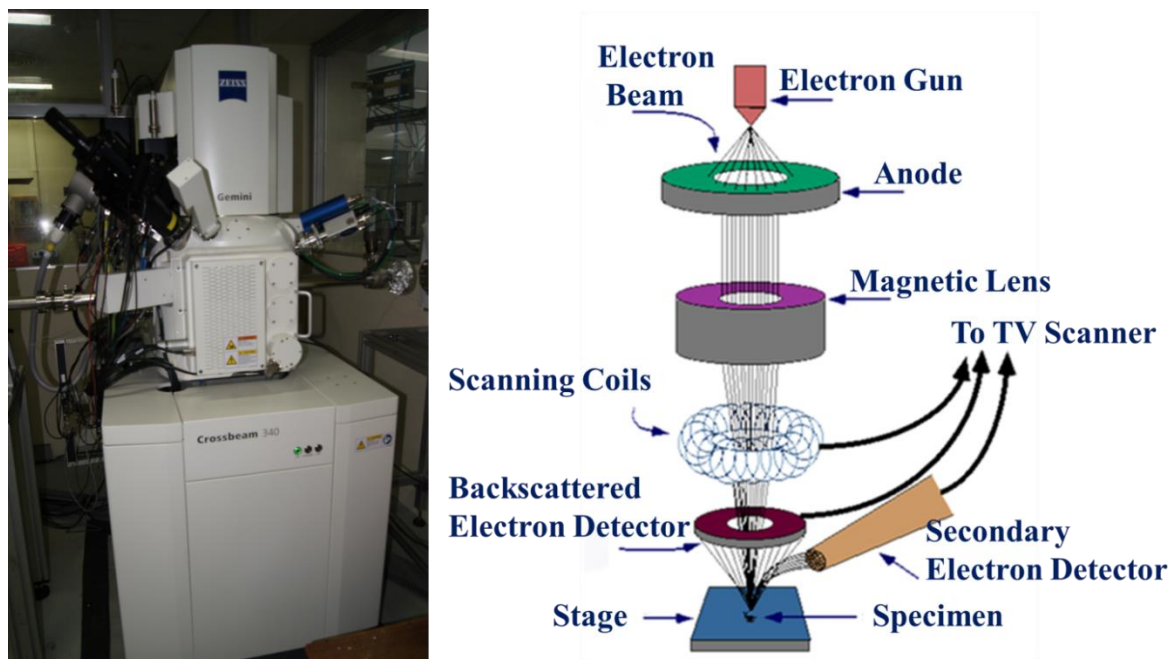 ZEISS
Gemini
Crossbeam 340
Electron
Beam
Electron Gun
Anode
Magnetic Lens
To TV Scanner
Scanning Coils
Backscattered
Electron Detector
Secondary
Electron Detector
Stage
Specimen